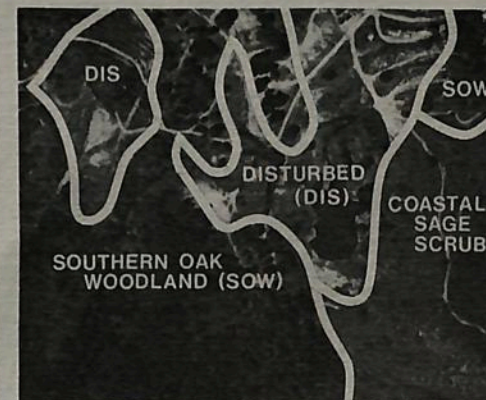 DIS
SOW
DISTURBED
(DIS)
COASTAL
SAGE
SCRUB
SOUTHERN OAK
WOODLAND (SOW)